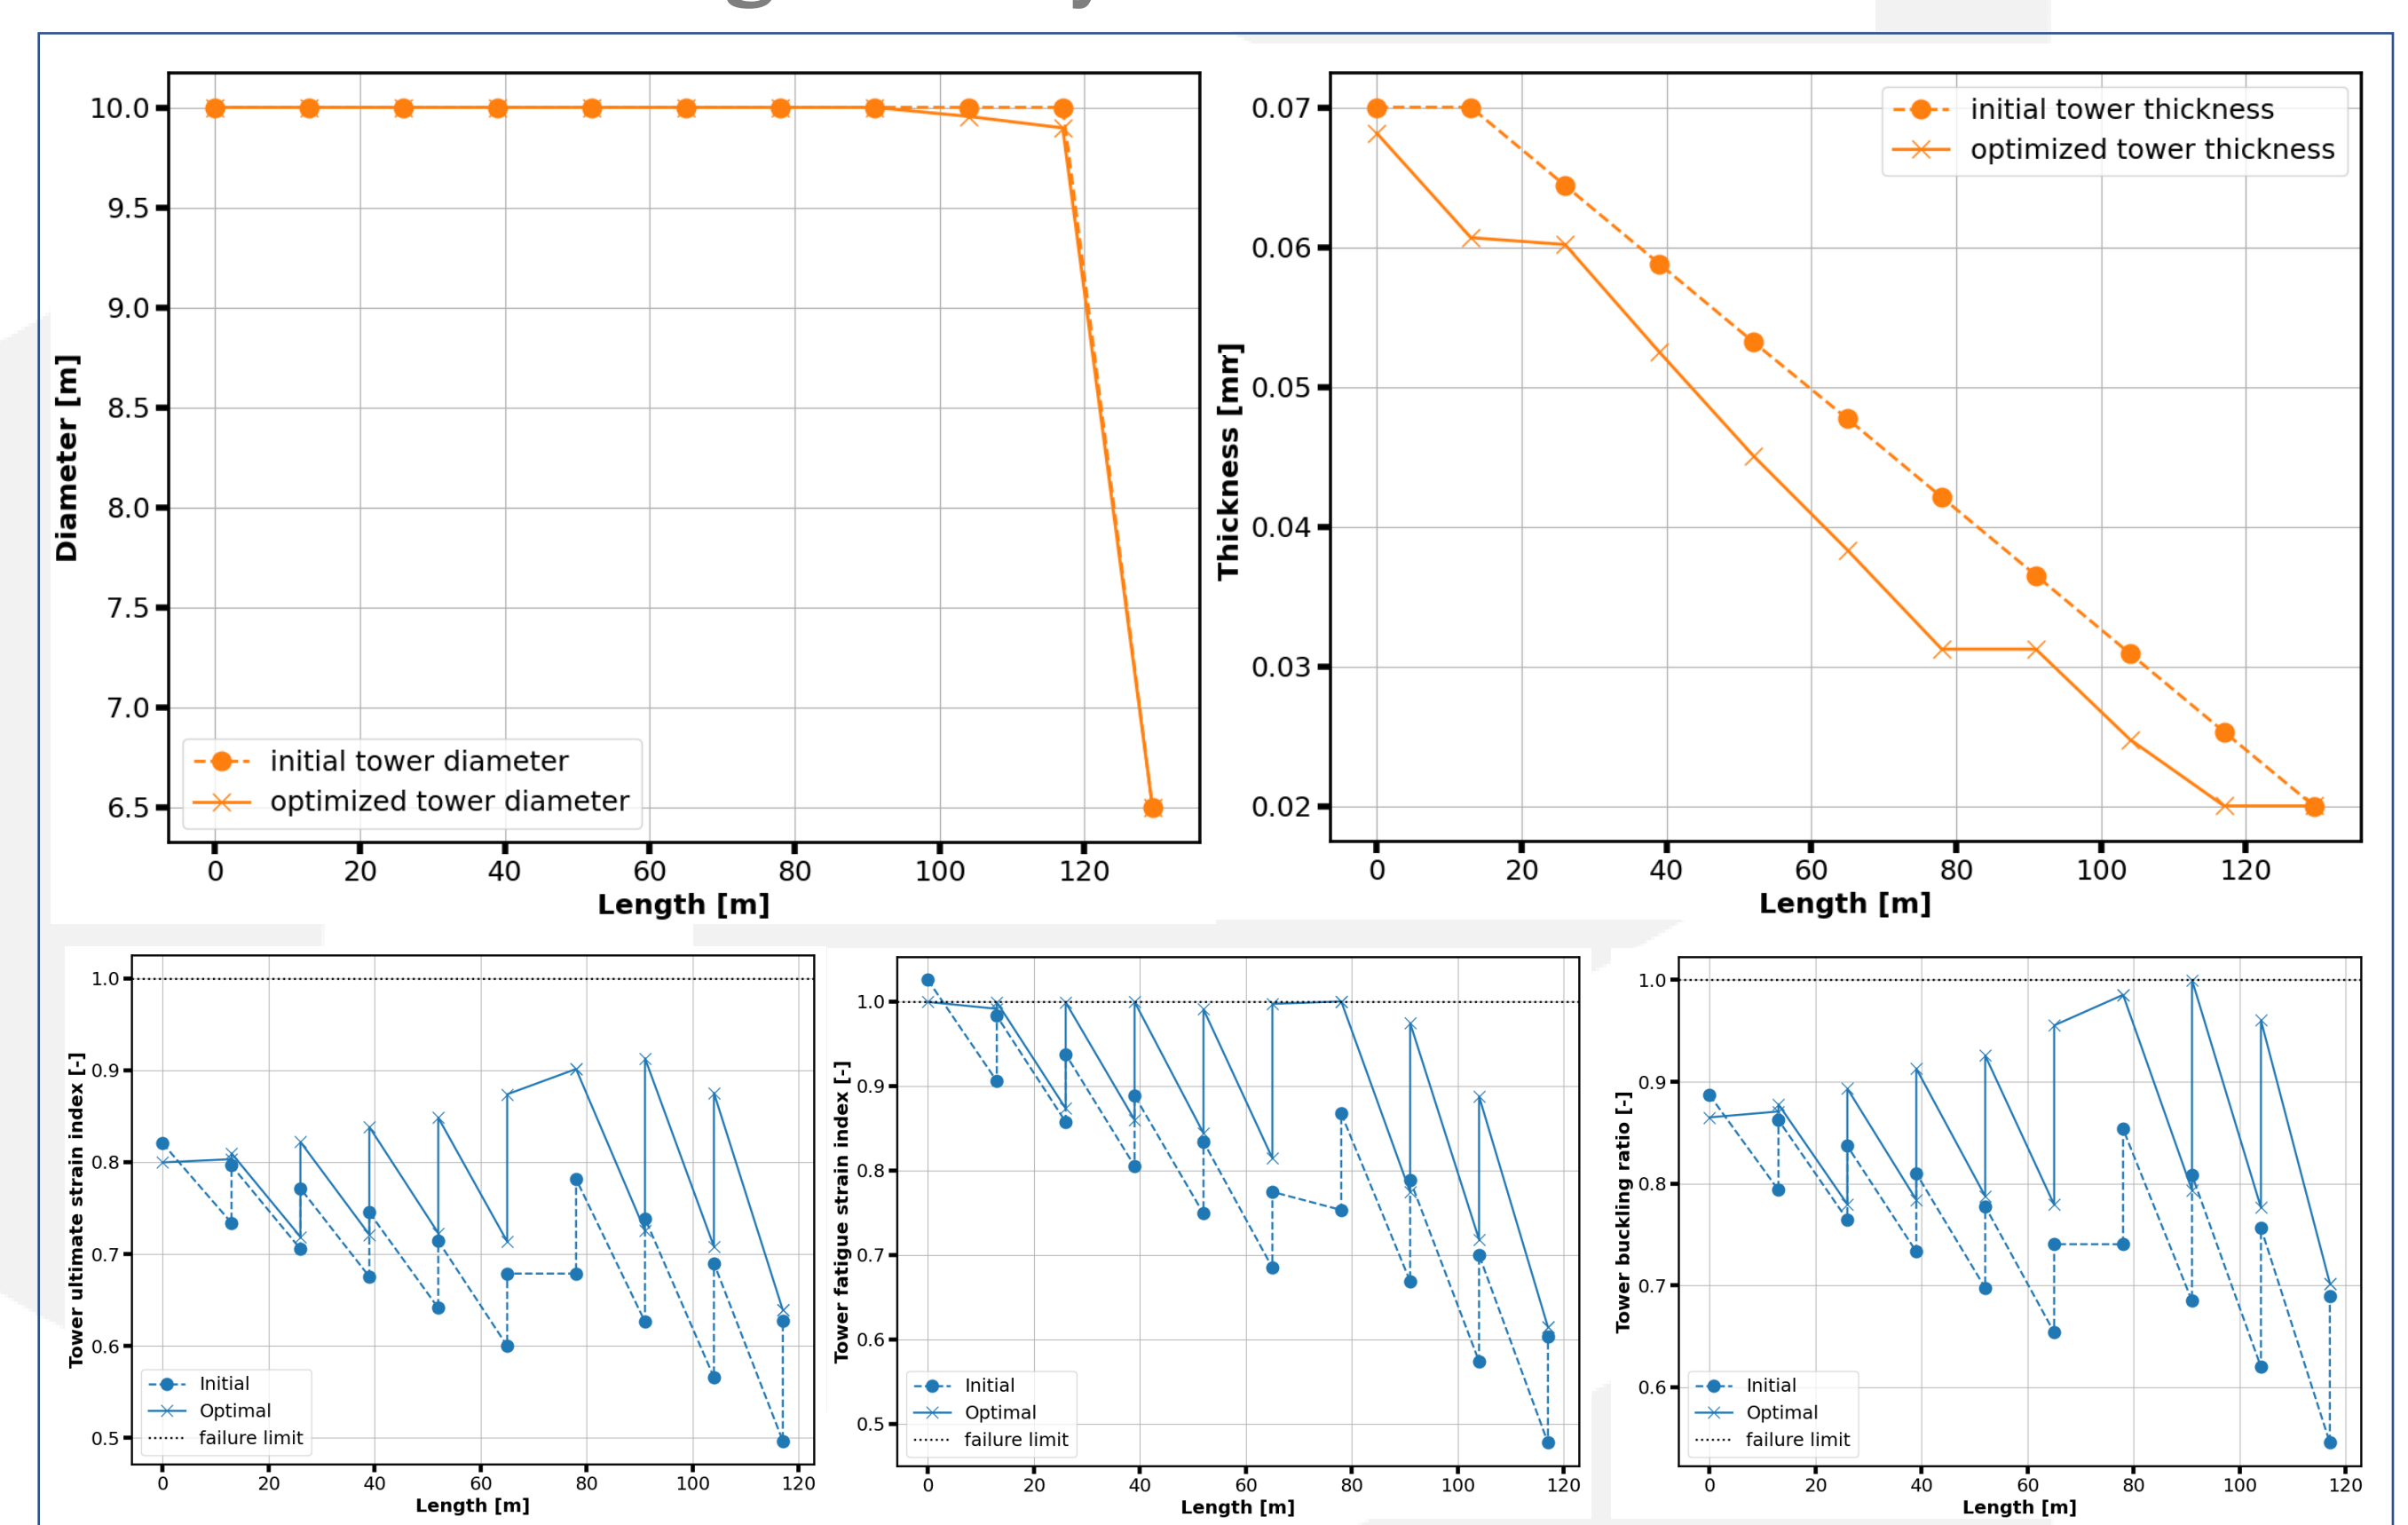 10.0
9.5
9.0
8.5
8.0
7.5
7.0
6.5
Diameter [m]
initial tower diameter
optimized tower diameter
0 20 40 60 80 100 120
Length [m]
0.07
0.06
0.05
0.04
0.03
0.02
Thickness [mm]
initial tower thickness
optimized tower thickness
0 20 40 60 80 100 120
Length [m]
1.0
0.9
0.8
0.7
0.6
0.5
Tower ultimate strain index [-]
Initial
Optimal
failure limit
0 20 40 60 80 100 120
Length [m]
1.0
0.9
0.8
0.7
0.6
0.5
Tower fatigue strain index [-]
Initial
Optimal
failure limit
0 20 40 60 80 100 120
Length [m]
1.0
0.9
0.8
0.7
0.6
Tower buckling ratio [-]
Initial
Optimal
failure limit
0 20 40 60 80 100 120
Length [m]